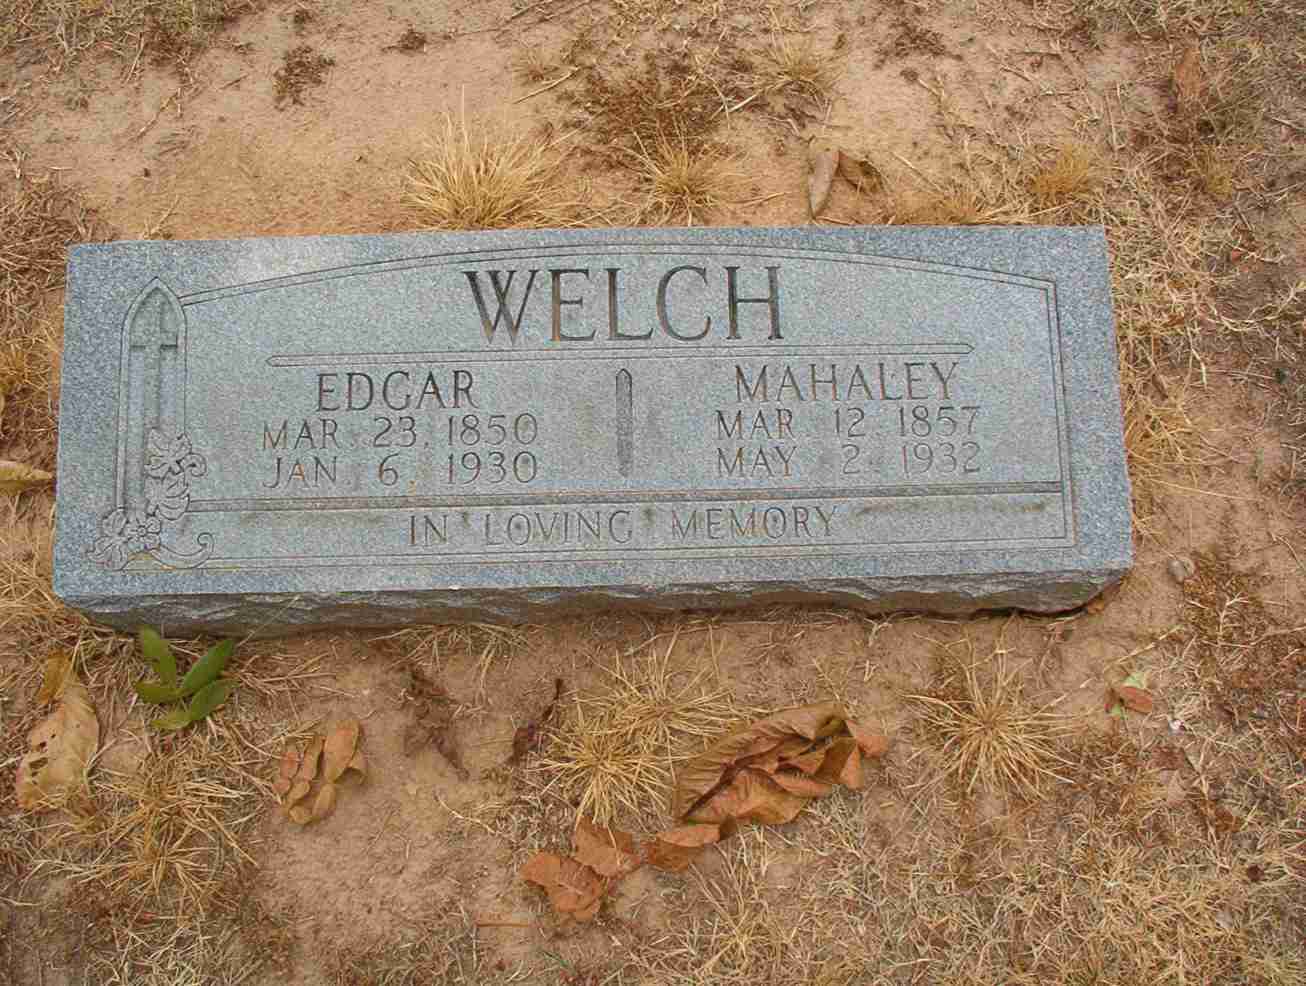 WELCH
EDGAR
MAR. 23, 1850
JAN. 6, 1930
MAHALEY
MAR. 12, 1857
MAY 2, 1932
IN LOVING MEMORY